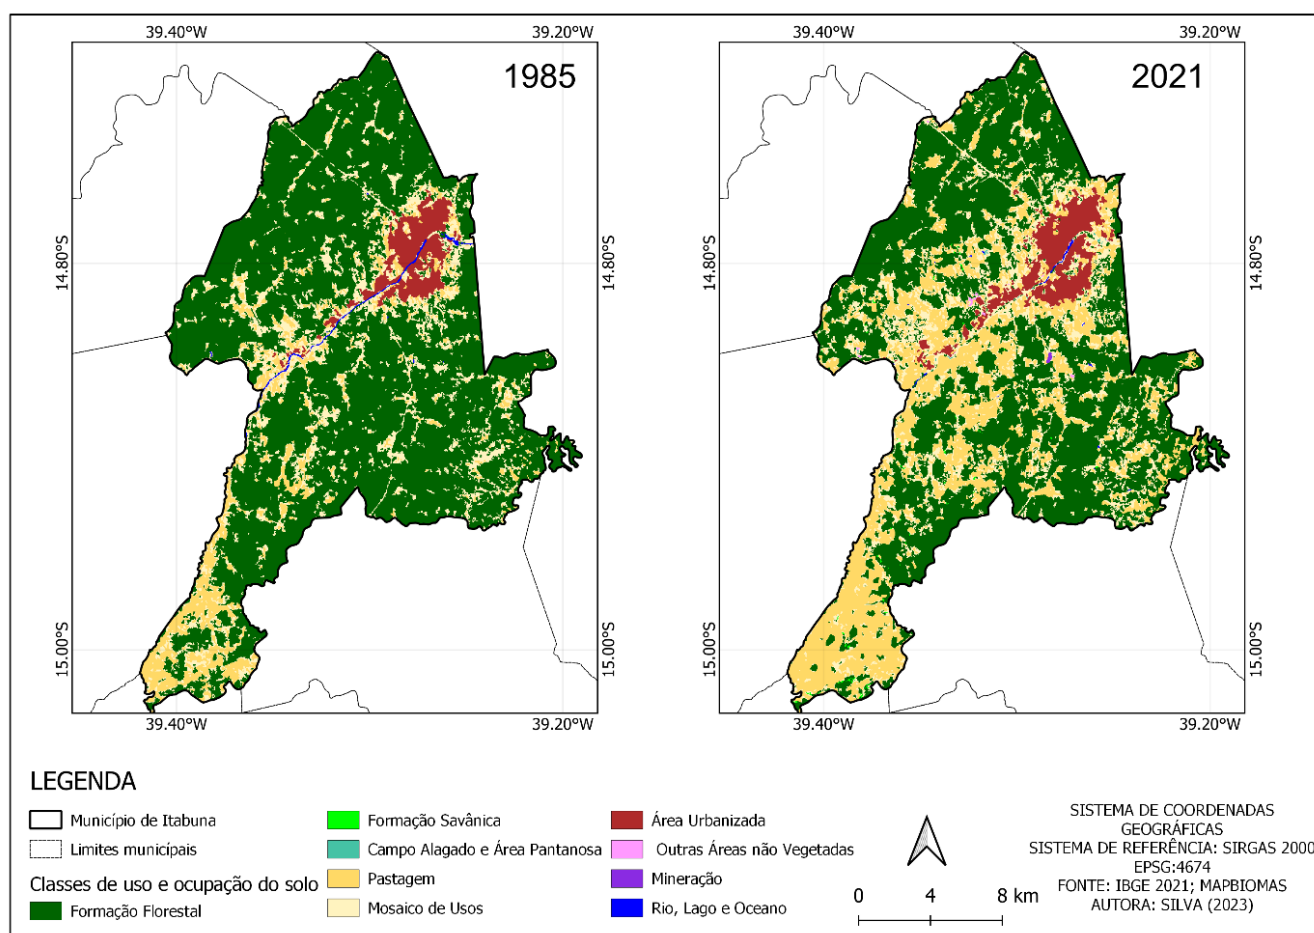 39.40°W
39.20°W
39.40°W
39.20°W
1985
2021
14.80°S
14.80°S
14.80°S
14.80°S
15.00°S
15.00°S
15.00°S
15.00°S
39.40°W
39.20°W
39.40°W
39.20°W
LEGENDA
Município de Itabuna
Limites municípais
Classes de uso e ocupação do solo
Formação Florestal
Formação Savânica
Campo Alagado e Área Pantanosa
Pastagem
Mosaico de Usos
Área Urbanizada
Outras Áreas não Vegetadas
Mineração
Rio, Lago e Oceano
0 4 8 km
SISTEMA DE COORDENADAS
GEOGRÁFICAS
SISTEMA DE REFERÊNCIA: SIRGAS 2000
EPSG:4674
FONTE: IBGE 2021; MAPBIOMAS
AUTORA: SILVA (2023)